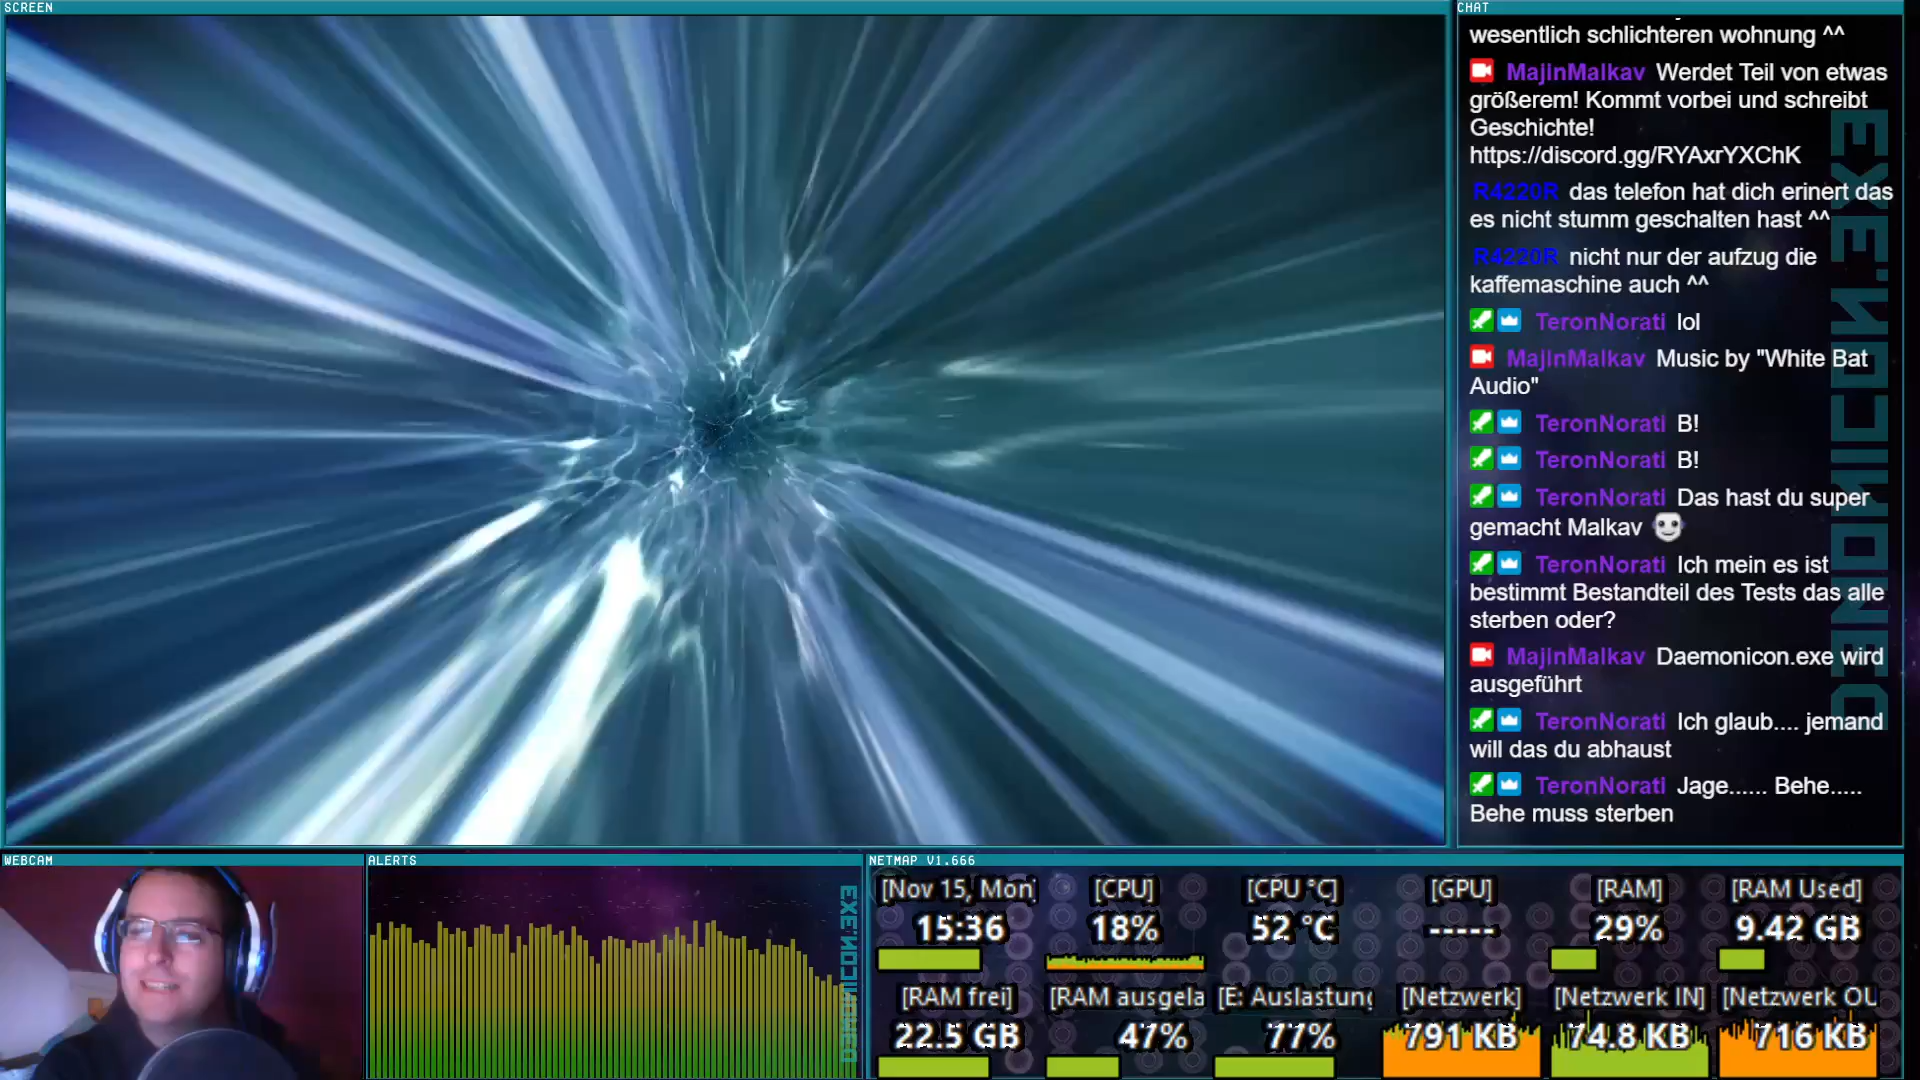 SCREEN
CHAT
wesentlich schlichteren wohnung ^^
MajinMalkav Werdet Teil von etwas
größerem! Kommt vorbei und schreibt
Geschichte!
https://discord.gg/RYAxrYXChK
R4220R das telefon hat dich erinert das
es nicht stumm geschalten hast ^^
R4220R nicht nur der aufzug die
kaffemaschine auch ^^
TeronNorati lol
MajinMalkav Music by "White Bat
Audio"
TeronNorati B!
TeronNorati B!
TeronNorati Das hast du super
gemacht Malkav
TeronNorati Ich mein es ist
bestimmt Bestandteil des Tests das alle
sterben oder?
MajinMalkav Daemonicon.exe wird
ausgeführt
TeronNorati Ich glaub.... jemand
will das du abhaust
TeronNorati Jage...... Behe.....
Behe muss sterben
WEBCAM
ALERTS
NETMAP V1.666
[Nov 15, Mon] [CPU] [CPU °C] [GPU] [RAM] [RAM Used]
15:36 18% 52 °C ----- 29% 9.42 GB
[RAM frei] [RAM ausgela [E: Auslastung [Netzwerk] [Netzwerk IN] [Netzwerk OU
22.5 GB 47% 77% 791 KB 74.8 KB 716 KB